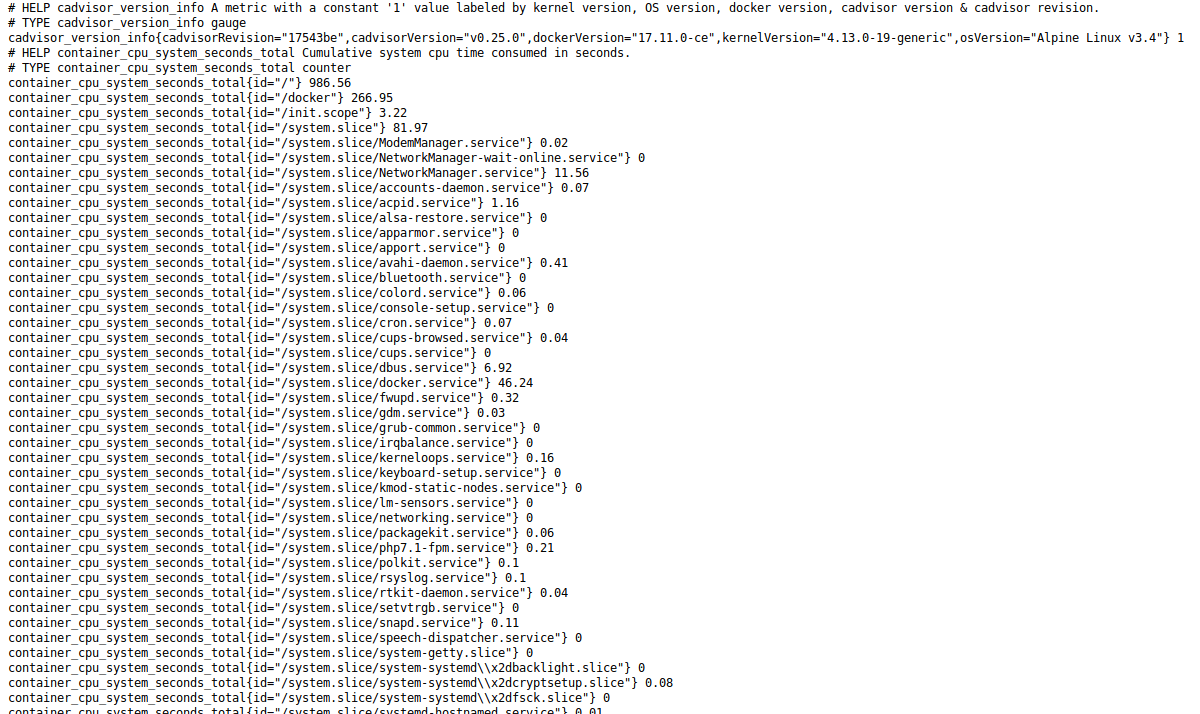 # HELP cadvisor_version_info A metric with a constant '1' value labeled by kernel version, OS version, docker version, cadvisor version & cadvisor revision.
# TYPE cadvisor_version_info gauge
cadvisor_version_info{cadvisorRevision="17543be",cadvisorVersion="v0.25.0",dockerVersion="17.11.0-ce",kernelVersion="4.13.0-19-generic",osVersion="Alpine Linux v3.4"} 1
# HELP container_cpu_system_seconds_total Cumulative system cpu time consumed in seconds.
# TYPE container_cpu_system_seconds_total counter
container_cpu_system_seconds_total{id="/"} 986.56
container_cpu_system_seconds_total{id="/docker"} 266.95
container_cpu_system_seconds_total{id="/init.scope"} 3.22
container_cpu_system_seconds_total{id="/system.slice"} 81.97
container_cpu_system_seconds_total{id="/system.slice/ModemManager.service"} 0.02
container_cpu_system_seconds_total{id="/system.slice/NetworkManager-wait-online.service"} 0
container_cpu_system_seconds_total{id="/system.slice/NetworkManager.service"} 11.56
container_cpu_system_seconds_total{id="/system.slice/accounts-daemon.service"} 0.07
container_cpu_system_seconds_total{id="/system.slice/acpid.service"} 1.16
container_cpu_system_seconds_total{id="/system.slice/alsa-restore.service"} 0
container_cpu_system_seconds_total{id="/system.slice/apparmor.service"} 0
container_cpu_system_seconds_total{id="/system.slice/apport.service"} 0
container_cpu_system_seconds_total{id="/system.slice/avahi-daemon.service"} 0.41
container_cpu_system_seconds_total{id="/system.slice/bluetooth.service"} 0
container_cpu_system_seconds_total{id="/system.slice/colord.service"} 0.06
container_cpu_system_seconds_total{id="/system.slice/console-setup.service"} 0
container_cpu_system_seconds_total{id="/system.slice/cron.service"} 0.07
container_cpu_system_seconds_total{id="/system.slice/cups-browsed.service"} 0.04
container_cpu_system_seconds_total{id="/system.slice/cups.service"} 0
container_cpu_system_seconds_total{id="/system.slice/dbus.service"} 6.92
container_cpu_system_seconds_total{id="/system.slice/docker.service"} 46.24
container_cpu_system_seconds_total{id="/system.slice/fwupd.service"} 0.32
container_cpu_system_seconds_total{id="/system.slice/gdm.service"} 0.03
container_cpu_system_seconds_total{id="/system.slice/grub-common.service"} 0
container_cpu_system_seconds_total{id="/system.slice/irqbalance.service"} 0
container_cpu_system_seconds_total{id="/system.slice/kerneloops.service"} 0.16
container_cpu_system_seconds_total{id="/system.slice/keyboard-setup.service"} 0
container_cpu_system_seconds_total{id="/system.slice/kmod-static-nodes.service"} 0
container_cpu_system_seconds_total{id="/system.slice/lm-sensors.service"} 0
container_cpu_system_seconds_total{id="/system.slice/networking.service"} 0
container_cpu_system_seconds_total{id="/system.slice/packagekit.service"} 0.06
container_cpu_system_seconds_total{id="/system.slice/php7.1-fpm.service"} 0.21
container_cpu_system_seconds_total{id="/system.slice/polkit.service"} 0.1
container_cpu_system_seconds_total{id="/system.slice/rsyslog.service"} 0.1
container_cpu_system_seconds_total{id="/system.slice/rtkit-daemon.service"} 0.04
container_cpu_system_seconds_total{id="/system.slice/setvtrgb.service"} 0
container_cpu_system_seconds_total{id="/system.slice/snapd.service"} 0.11
container_cpu_system_seconds_total{id="/system.slice/speech-dispatcher.service"} 0
container_cpu_system_seconds_total{id="/system.slice/system-getty.slice"} 0
container_cpu_system_seconds_total{id="/system.slice/system-systemd\\x2dbacklight.slice"} 0
container_cpu_system_seconds_total{id="/system.slice/system-systemd\\x2dcryptsetup.slice"} 0.08
container_cpu_system_seconds_total{id="/system.slice/system-systemd\\x2dfsck.slice"} 0
container_cpu_system_seconds_total{id="/system.slice/systemd-hostnamed.service"} 0.01